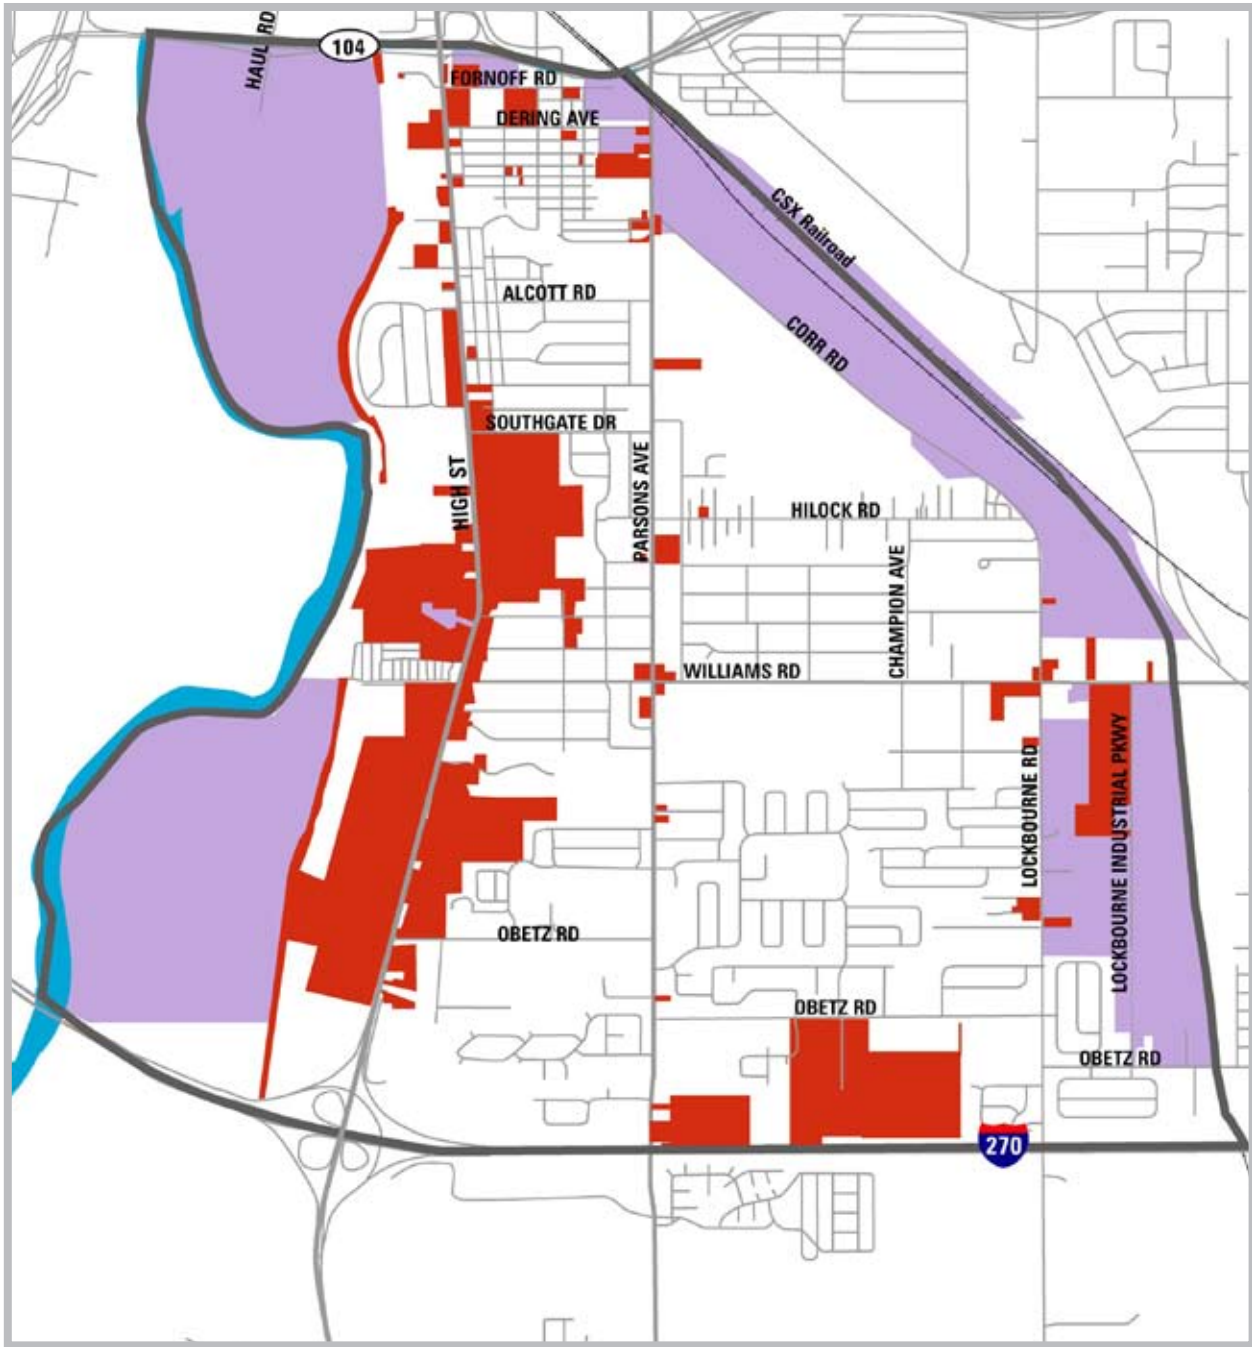 HAUL RD
104
FORNOFF RD
DERING AVE
CSX Railroad
ALCOTT RD
CORR RD
SOUTHGATE DR
HIGH ST
PARSONS AVE
HILOCK RD
CHAMPION AVE
WILLIAMS RD
LOCKBOURNE RD
LOCKBOURNE INDUSTRIAL PKWY
OBETZ RD
OBETZ RD
OBETZ RD
270